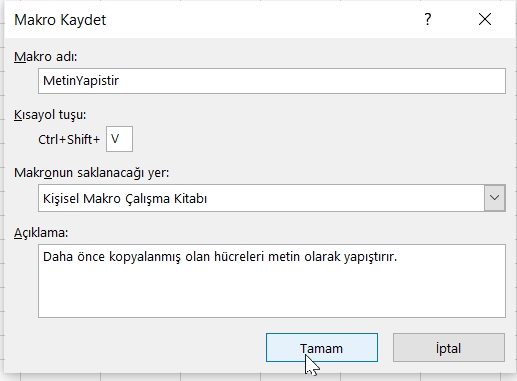 Makro Kaydet
?
Makro adı:
MetinYapistir
Kısayol tuşu:
Ctrl+Shift+ V
Makronun saklanacağı yer:
Kişisel Makro Çalışma Kitabı
Açıklama:
Daha önce kopyalanmış olan hücreleri metin olarak yapıştırır.
Tamam İptal